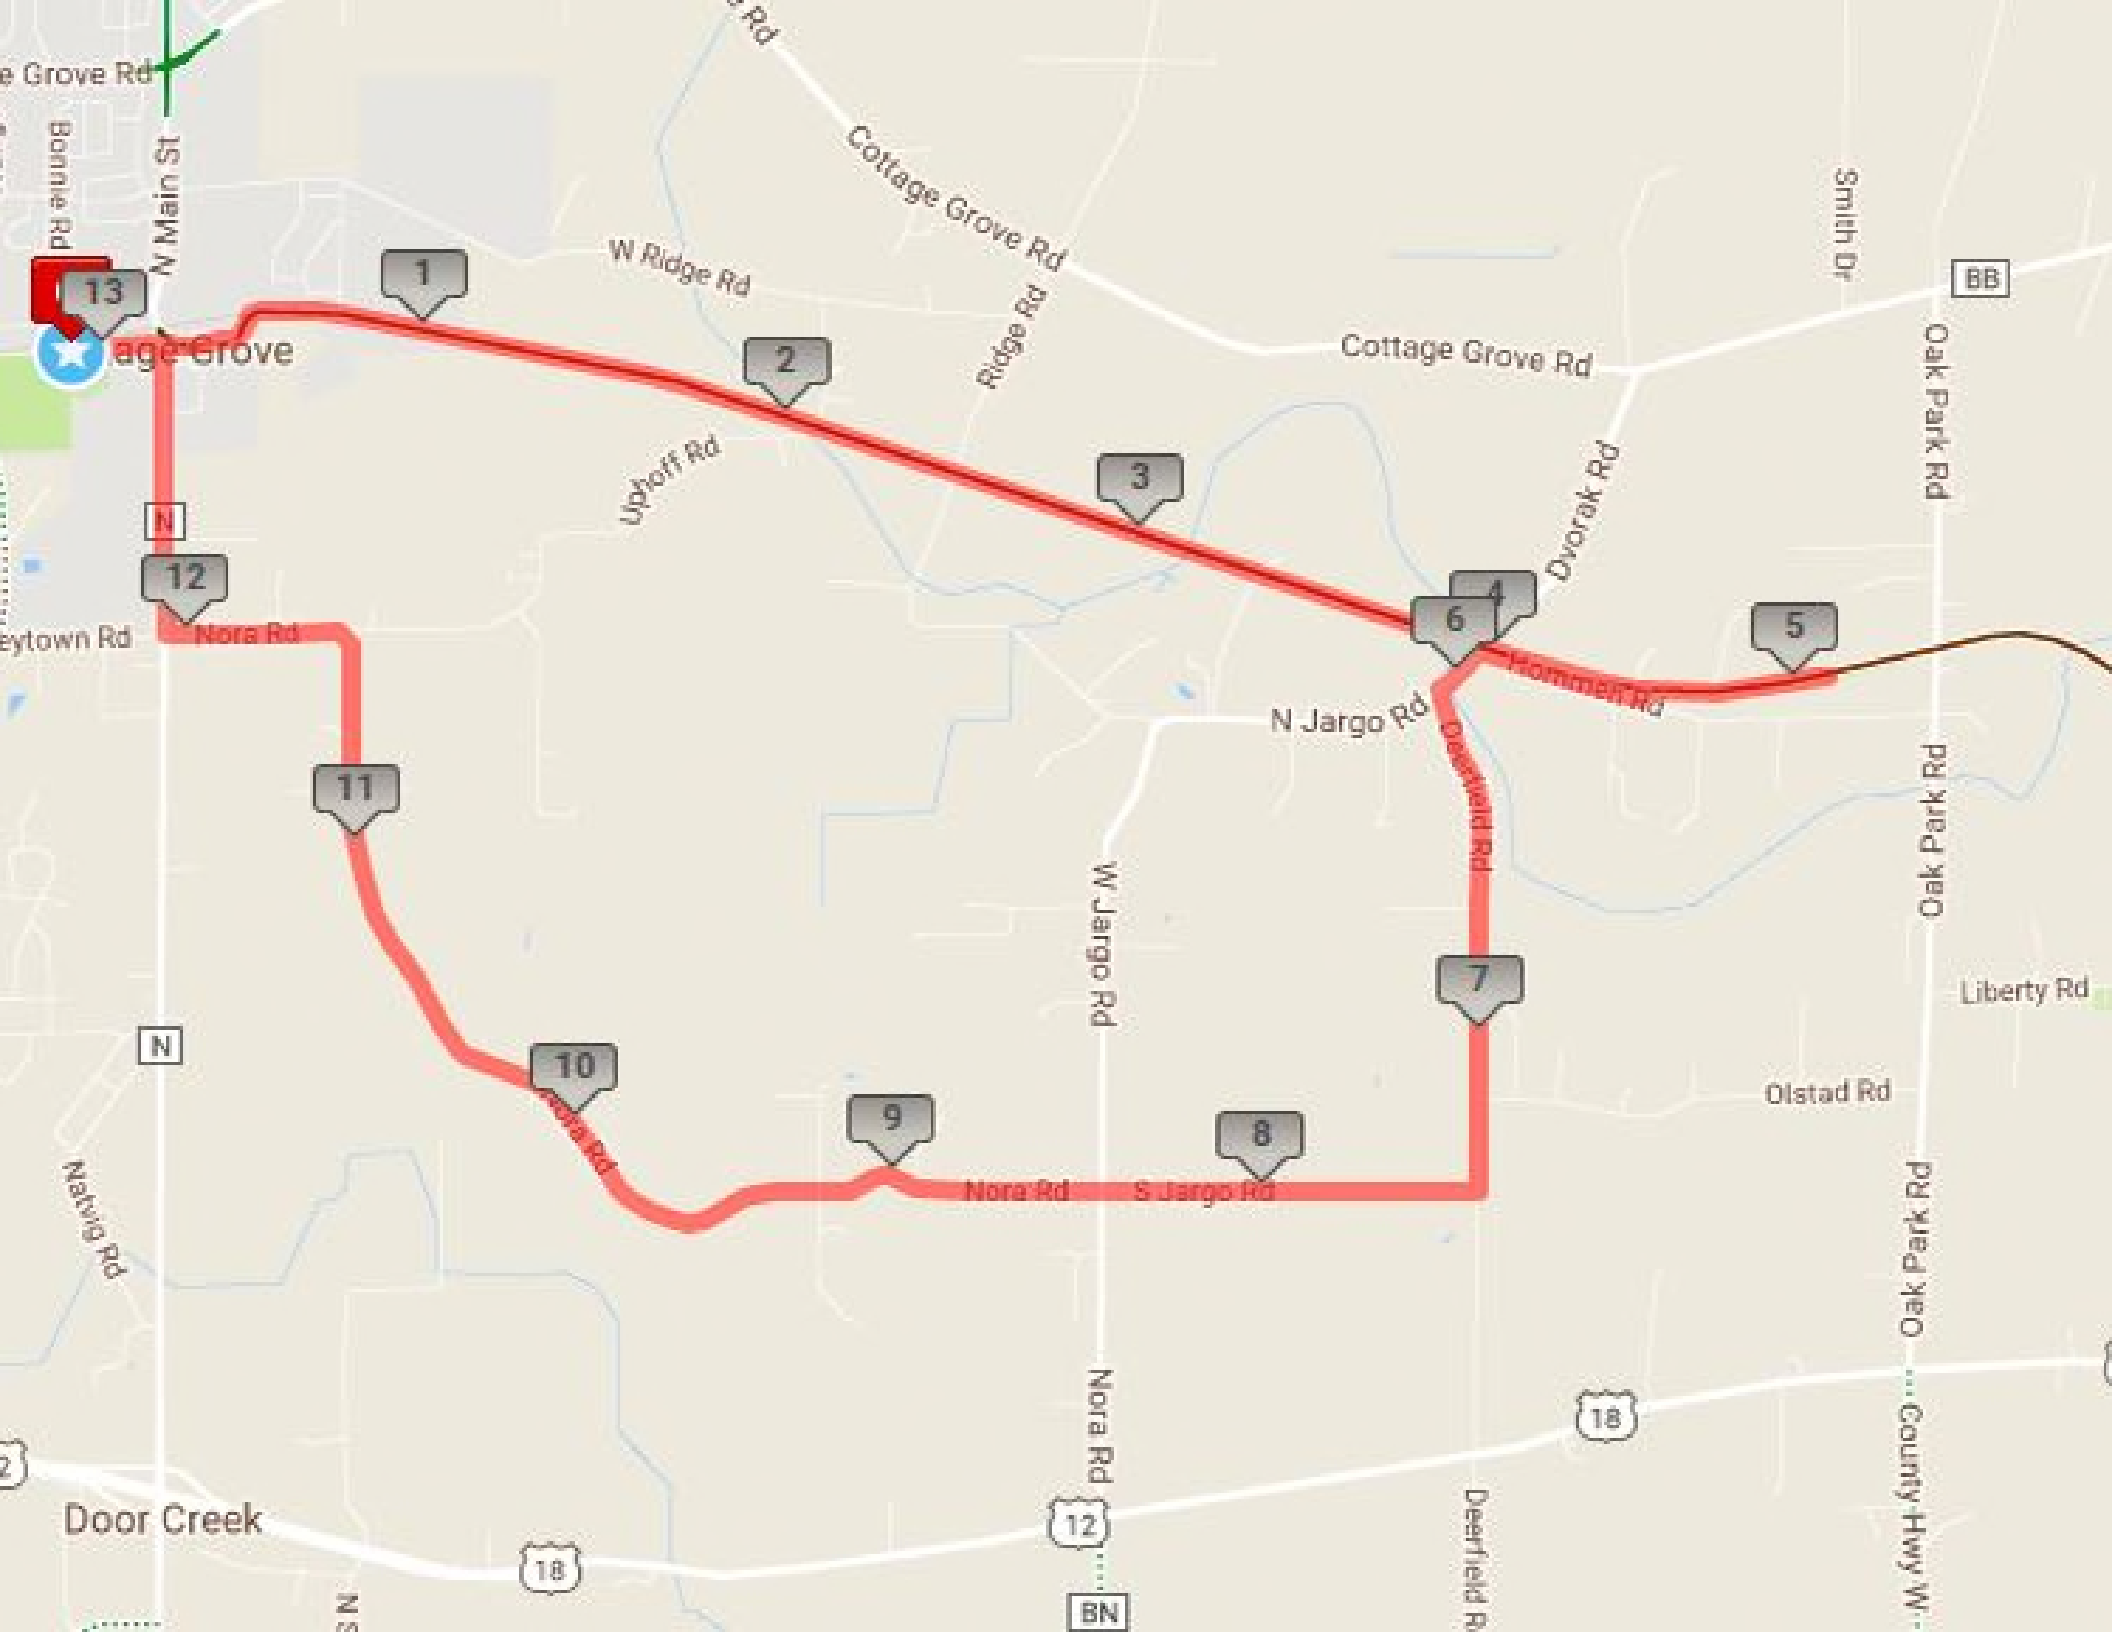 Rd
e Grove Rd
Bonnie Rd
N Main St
Cottage Grove Rd
Smith Dr
W Ridge Rd
1
BB
13
Ridge Rd
age Grove
2
Cottage Grove Rd
Oak Park Rd
Uphoff Rd
3
Dvorak Rd
N
12
4
6
5
eytown Rd
Nora Rd
Hommen Rd
N Jargo Rd
Deerfield Rd
11
Oak Park Rd
W Jargo Rd
7
Liberty Rd
N
10
Olstad Rd
9
8
Nora Rd
Nora Rd
S Jargo Rd
Natvig Rd
Oak Park Rd
Nora Rd
18
County Hwy W
2
Door Creek
12
18
Deerfield R
BN
N S